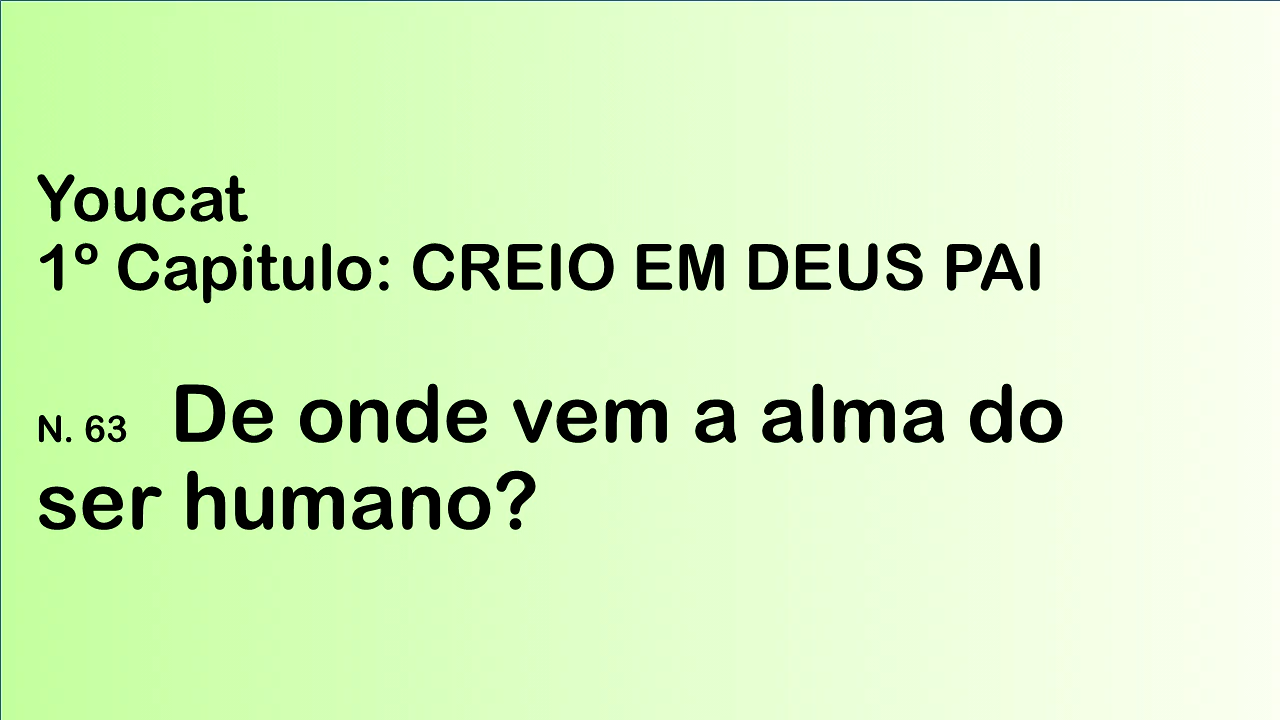 Youcat
1º Capitulo: CREIO EM DEUS PAI
N. 63 De onde vem a alma do
ser humano?